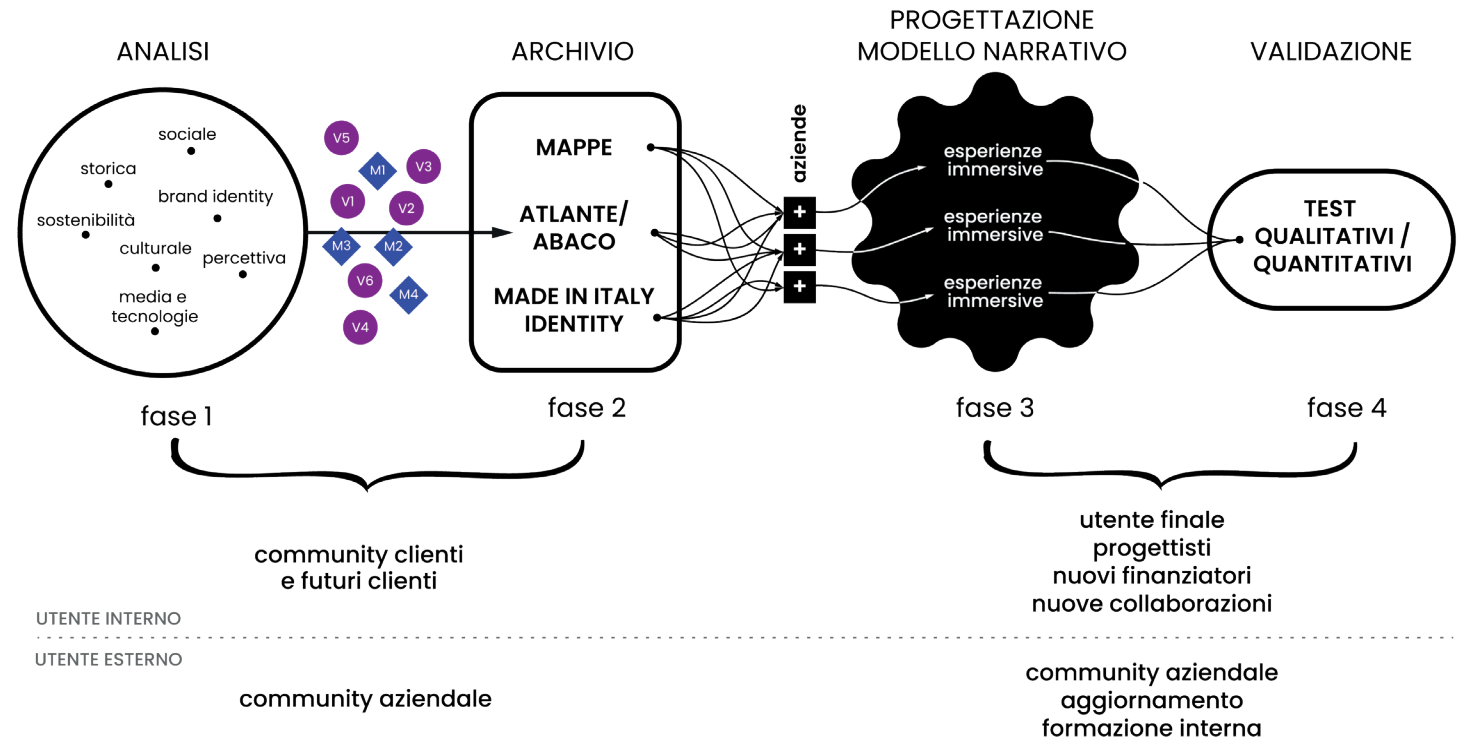 ANALISI
ARCHIVIO
PROGETTAZIONE
MODELLO NARRATIVO
VALIDAZIONE
sociale
storica
brand identity
sostenibilità
culturale
percettiva
media e
tecnologie
V5
M1
V3
V1
V2
M3
M2
V6
M4
V4
MAPPE
ATLANTE/
ABACO
MADE IN ITALY
IDENTITY
aziende
+
+
+
esperienze
immersive
esperienze
immersive
esperienze
immersive
TEST
QUALITATIVI /
QUANTITATIVI
fase 1
fase 2
fase 3
fase 4
community clienti
e futuri clienti
utente finale
progettisti
nuovi finanziatori
nuove collaborazioni
UTENTE INTERNO
UTENTE ESTERNO
community aziendale
community aziendale
aggiornamento
formazione interna